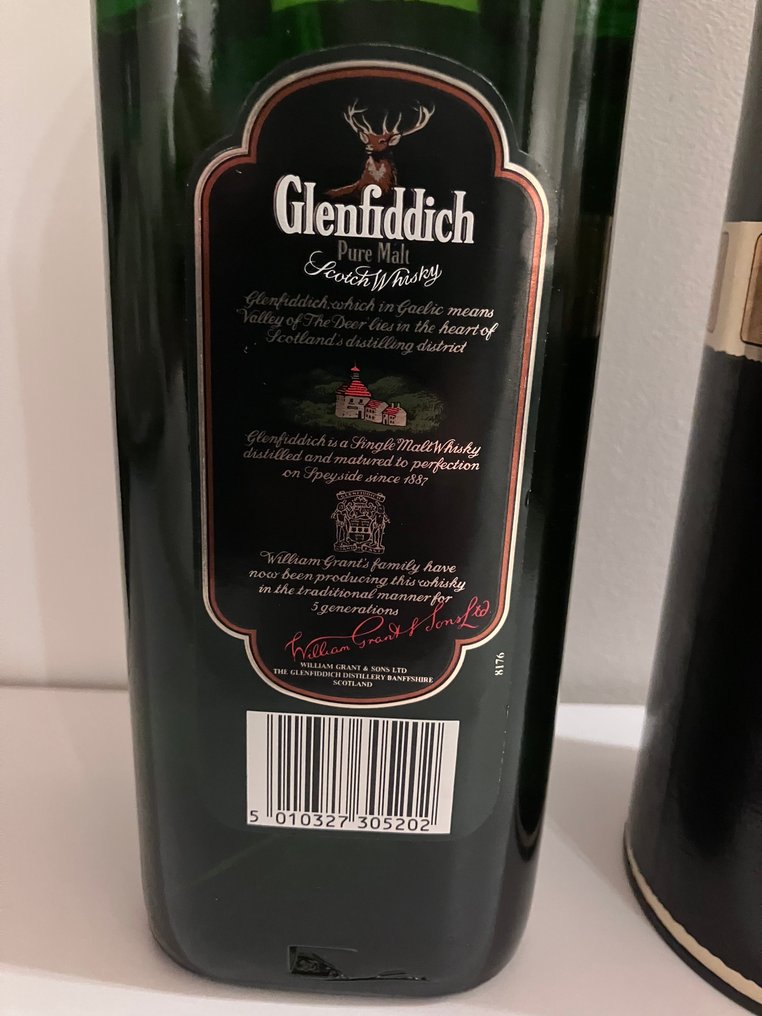 Glenfiddich
Pure Malt
Scotch Whisky
Glenfiddich, which in Gaelic means
'Valley of The Deer' lies in the heart of
Scotland's distilling district
Glenfiddich is a Single Malt Whisky
distilled and matured to perfection
on Speyside since 1887
William Grant's family have
now been producing this whisky
in the traditional manner for
5 generations
William Grant & Sons Ltd
WILLIAM GRANT & SONS LTD
THE GLENFIDDICH DISTILLERY BANFFSHIRE
SCOTLAND
8176
5 010327 305202